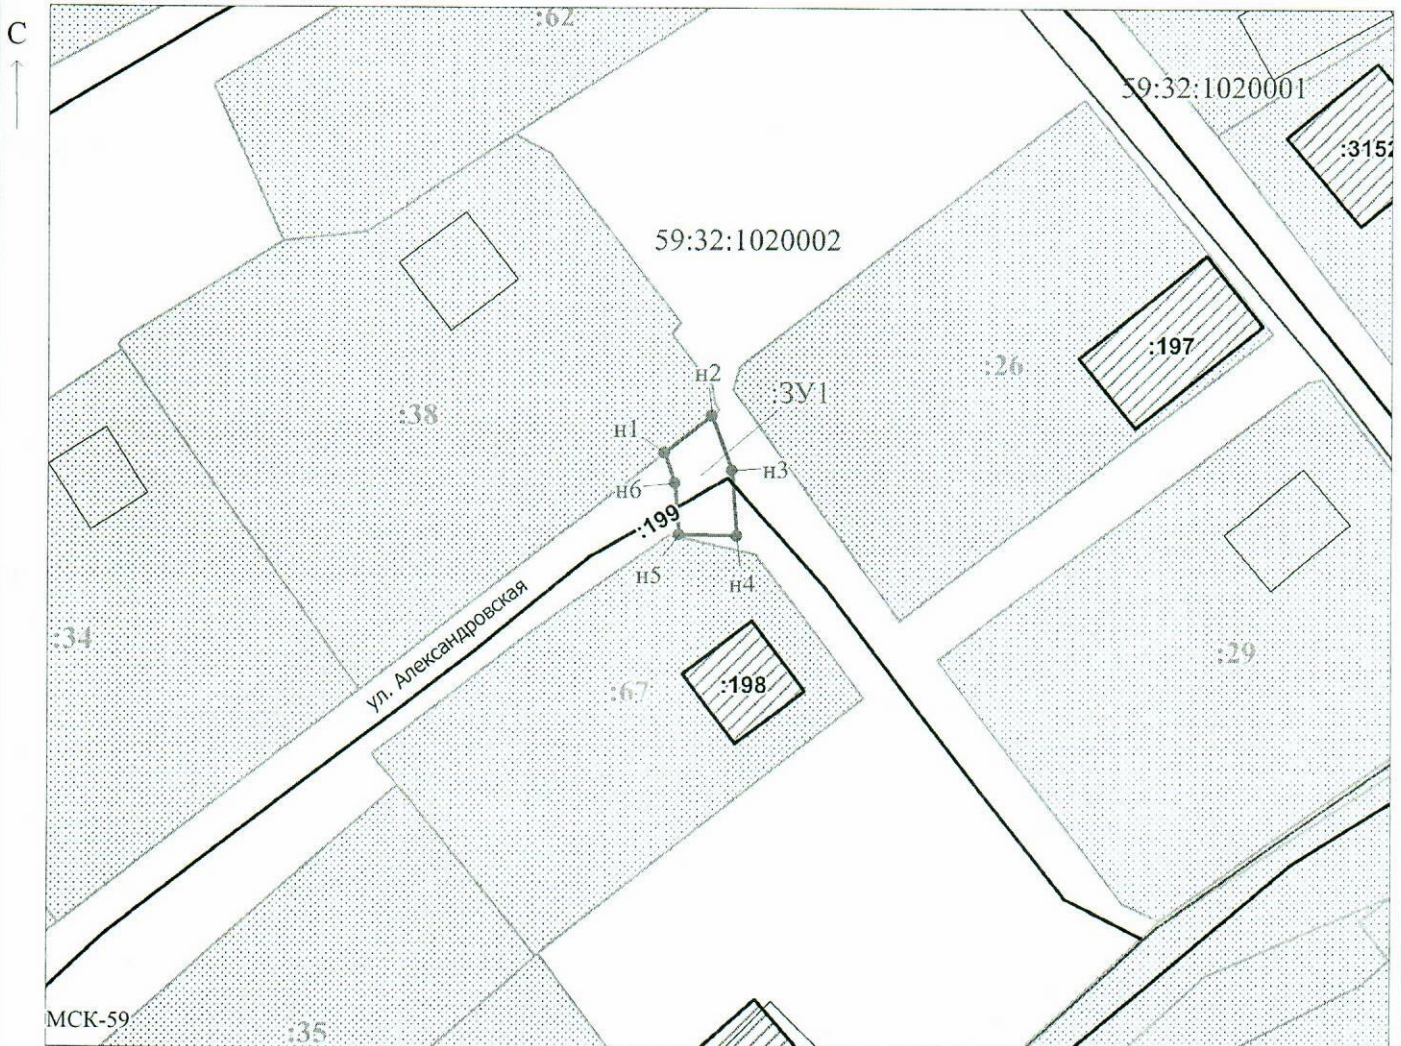 :62
С
59:32:1020001
:3152
59:32:1020002
:197
:26
н2
:ЗУ1
:38
н1
н3
н6
:199
н5
н4
ул. Александровская
:34
:29
:67
:198
МСК-59
:35